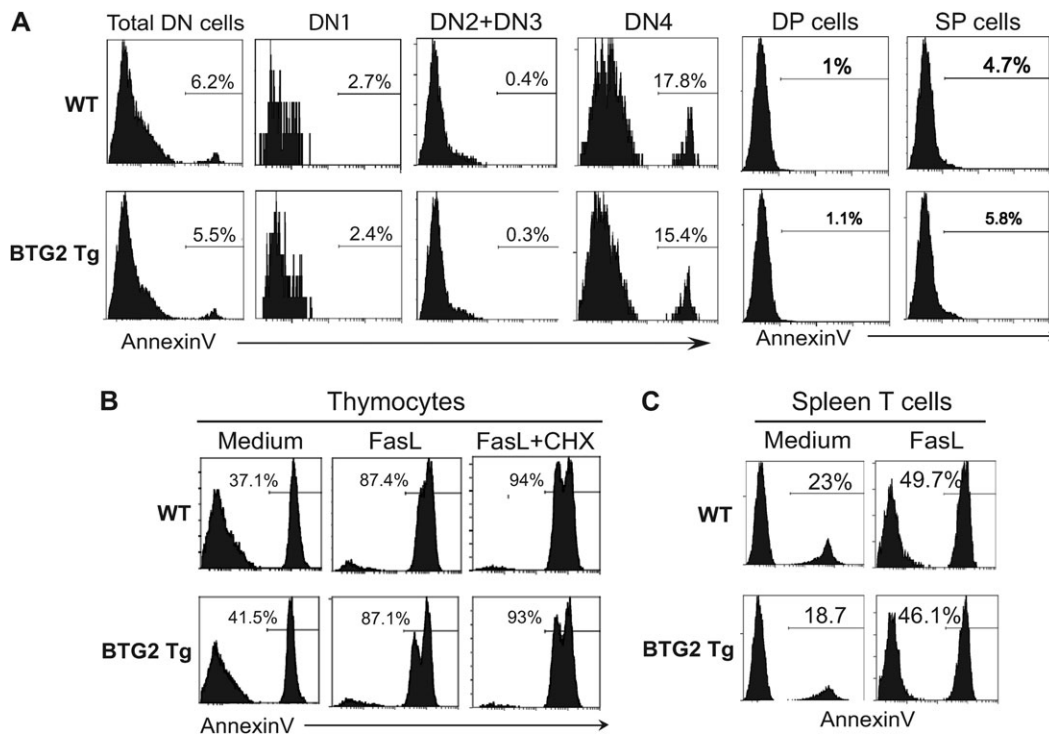 A
Total DN cells DN1 DN2+DN3 DN4 DP cells SP cells
WT 6.2% 2.7% 0.4% 17.8% 1% 4.7%
BTG2 Tg 5.5% 2.4% 0.3% 15.4% 1.1% 5.8%
AnnexinV AnnexinV
B
Thymocytes
Medium FasL FasL+CHX
WT 37.1% 87.4% 94%
BTG2 Tg 41.5% 87.1% 93%
AnnexinV
C
Spleen T cells
Medium FasL
WT 23% 49.7%
BTG2 Tg 18.7 46.1%
AnnexinV